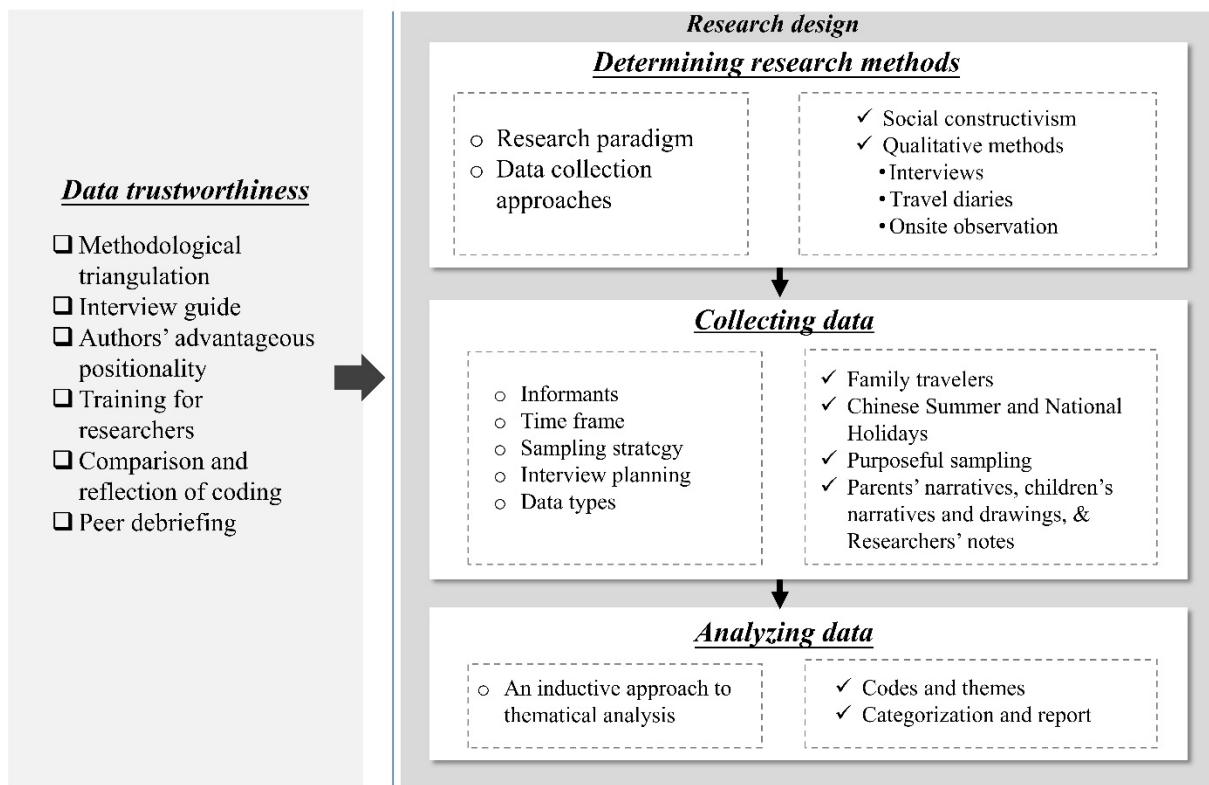 Data trustworthiness
❑ Methodological
triangulation
❑ Interview guide
❑ Authors’ advantageous
positionality
❑ Training for
researchers
❑ Comparison and
reflection of coding
❑ Peer debriefing
Research design
Determining research methods
○ Research paradigm
○ Data collection
approaches
✓ Social constructivism
✓ Qualitative methods
• Interviews
• Travel diaries
• Onsite observation
Collecting data
○ Informants
○ Time frame
○ Sampling strategy
○ Interview planning
○ Data types
✓ Family travelers
✓ Chinese Summer and National
Holidays
✓ Purposeful sampling
✓ Parents’ narratives, children’s
narratives and drawings, &
Researchers’ notes
Analyzing data
○ An inductive approach to
thematical analysis
✓ Codes and themes
✓ Categorization and report